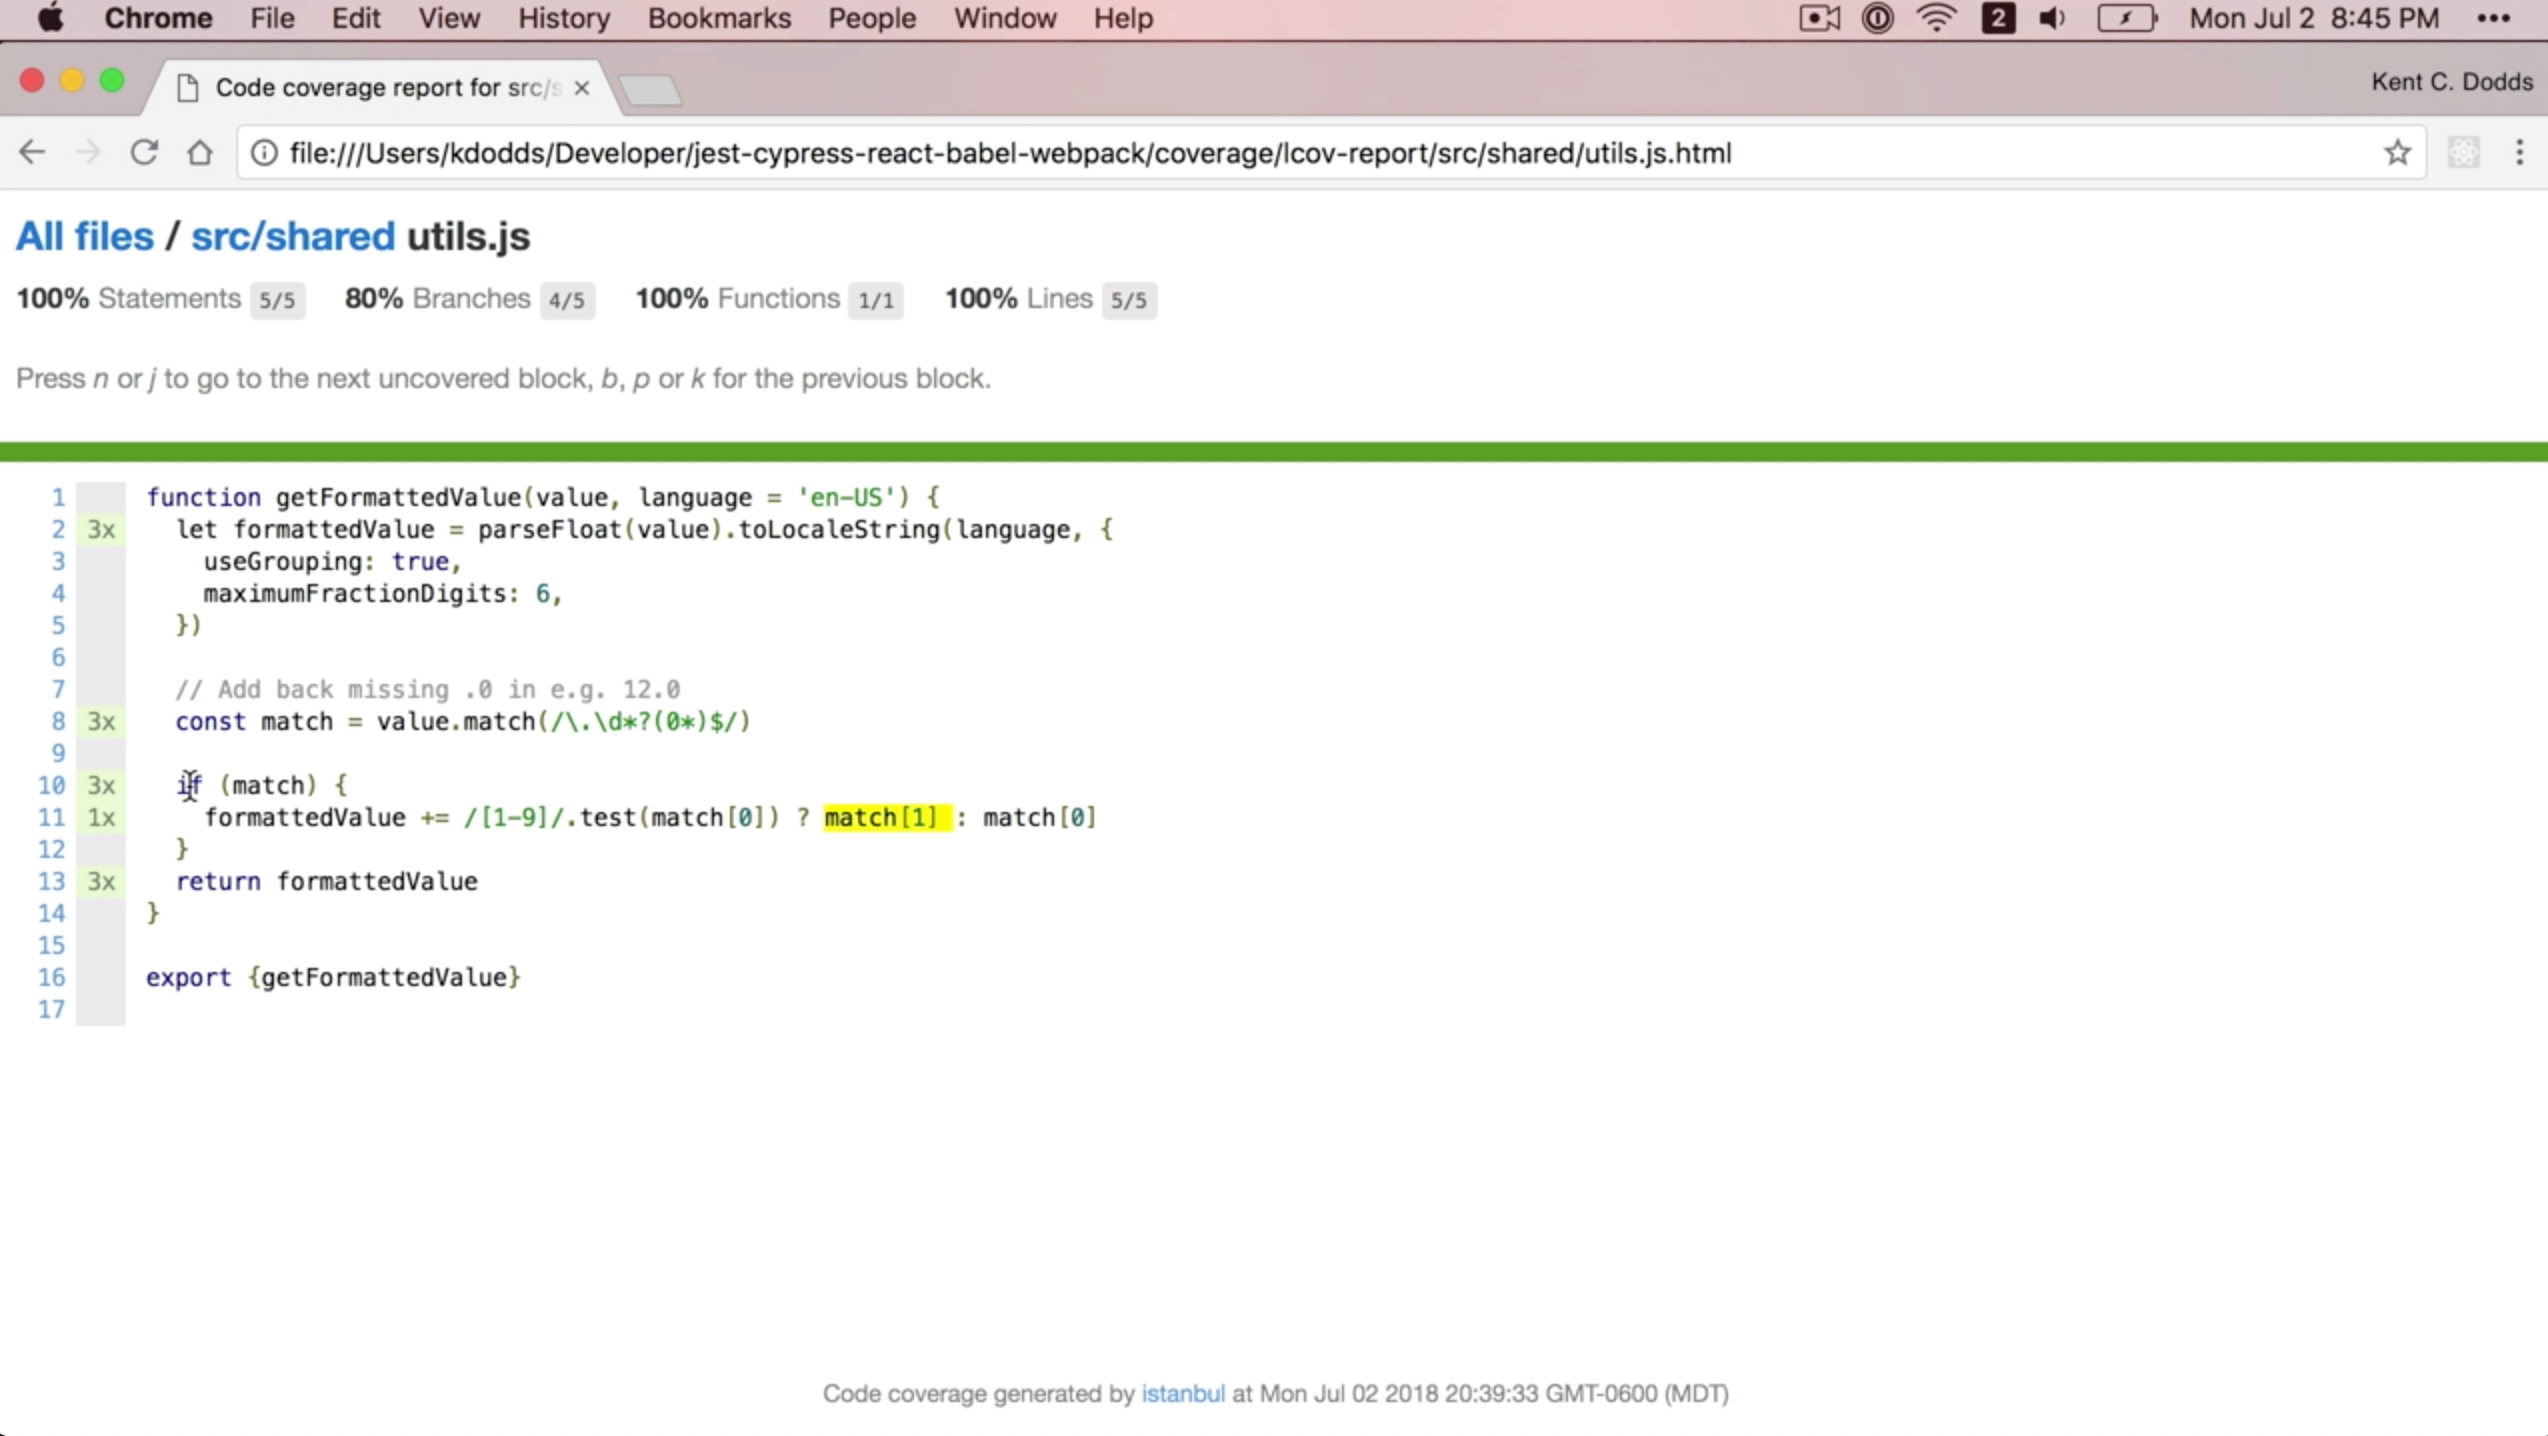 Chrome File Edit View History Bookmarks People Window Help 2 Mon Jul 2 8:45 PM
Code coverage report for src/s Kent C. Dodds
file:///Users/kdodds/Developer/jest-cypress-react-babel-webpack/coverage/lcov-report/src/shared/utils.js.html
All files / src/shared utils.js
100% Statements 5/5 80% Branches 4/5 100% Functions 1/1 100% Lines 5/5
Press n or j to go to the next uncovered block, b, p or k for the previous block.
1 function getFormattedValue(value, language = 'en-US') {
2 3x let formattedValue = parseFloat(value).toLocaleString(language, {
3 useGrouping: true,
4 maximumFractionDigits: 6,
5 })
6
7 // Add back missing .0 in e.g. 12.0
8 3x const match = value.match(/\.\d*?(0*)$/)
9
10 3x if (match) {
11 1x formattedValue += /[1-9]/.test(match[0]) ? match[1] : match[0]
12 }
13 3x return formattedValue
14 }
15
16 export {getFormattedValue}
17
Code coverage generated by istanbul at Mon Jul 02 2018 20:39:33 GMT-0600 (MDT)